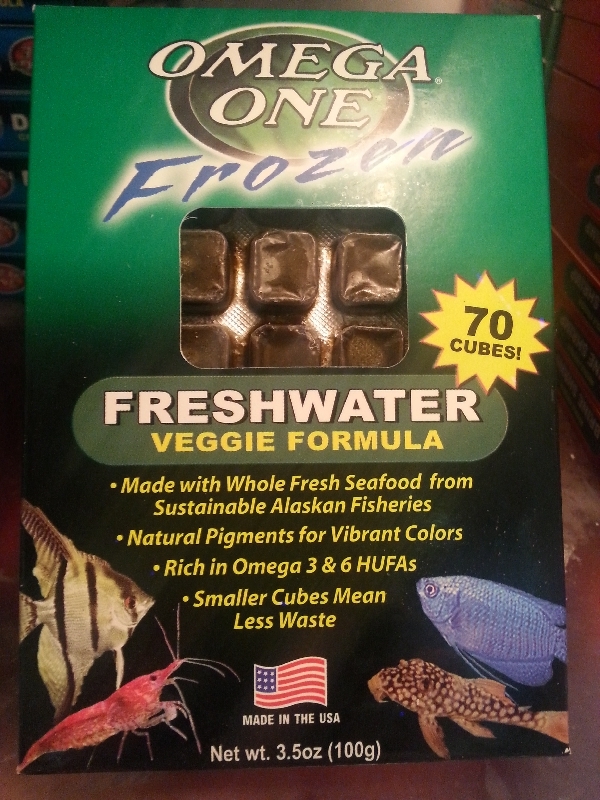 OMEGA
ONE
Frozen
70
CUBES!
FRESHWATER
VEGGIE FORMULA
• Made with Whole Fresh Seafood from
Sustainable Alaskan Fisheries
• Natural Pigments for Vibrant Colors
• Rich in Omega 3 & 6 HUFAs
• Smaller Cubes Mean
Less Waste
MADE IN THE USA
Net wt. 3.5oz (100g)